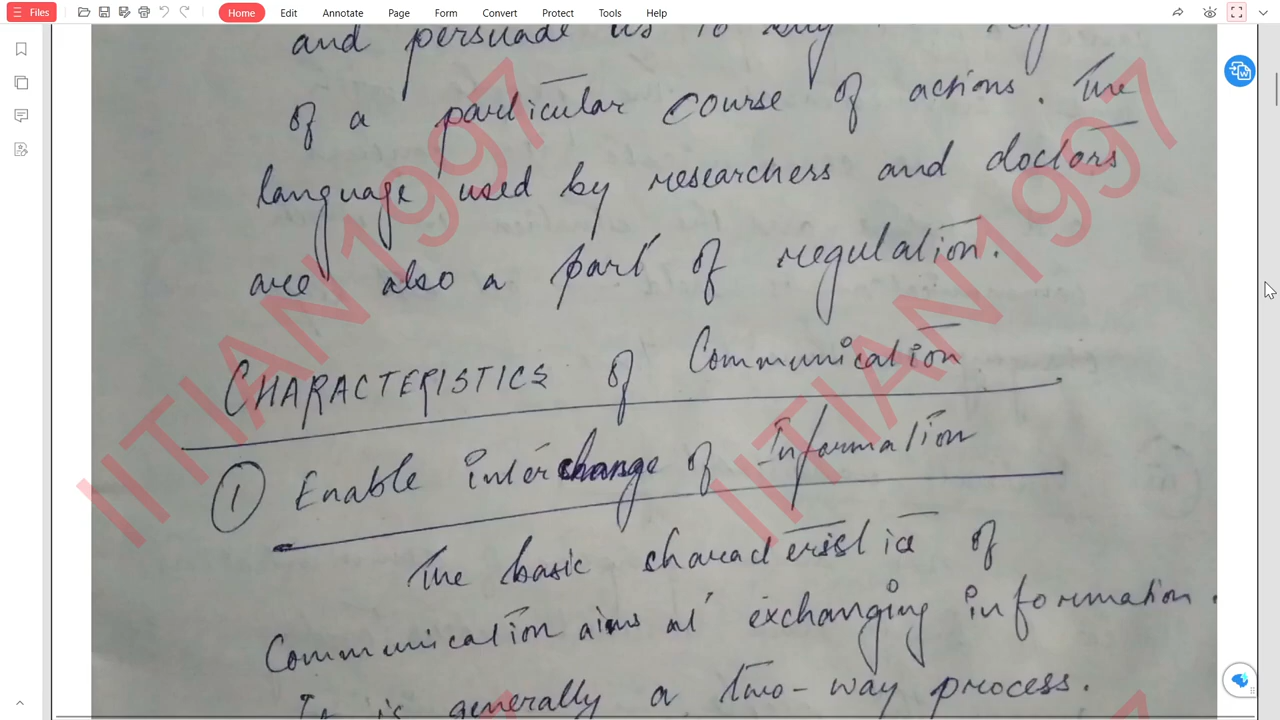 Files
Home
Edit
Annotate
Page
Form
Convert
Protect
Tools
Help
and persuade us to
of a particular course of actions. The
language used by researchers and doctors
are also a part of regulation.
CHARACTERISTICS of Communication
1 Enable interchange of Information
The basic characteristic of
Communication aims at exchanging information.
It is generally a two-way process.
IITIAN1997
IITIAN1997